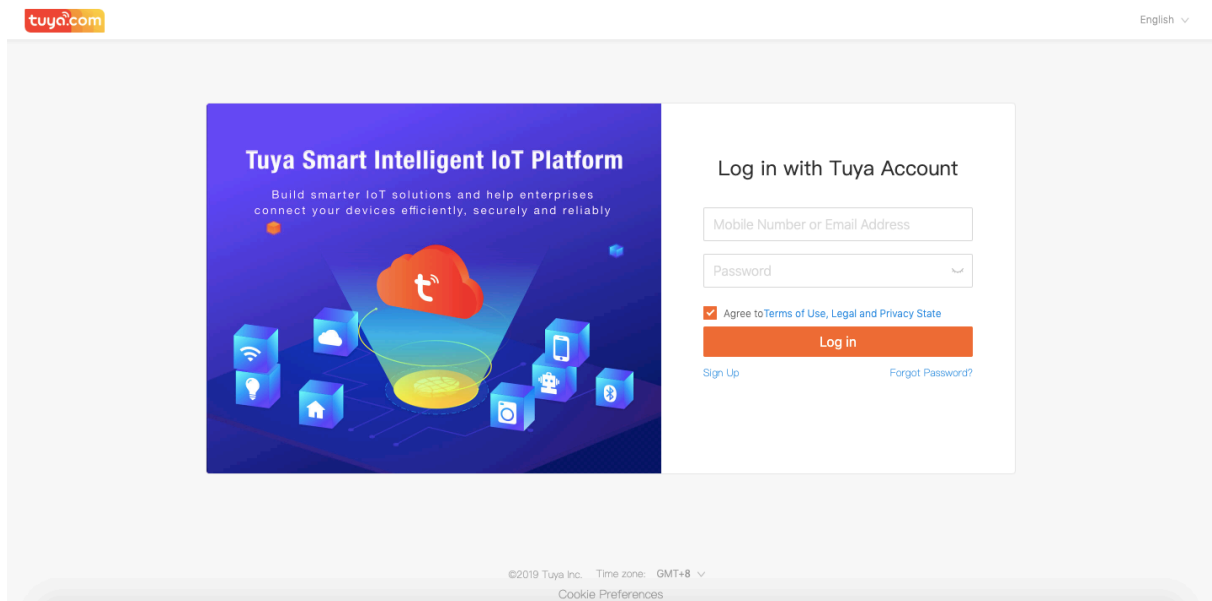 tuya.com
English
Tuya Smart Intelligent IoT Platform
Build smarter IoT solutions and help enterprises
connect your devices efficiently, securely and reliably
t
Log in with Tuya Account
Mobile Number or Email Address
Password
Agree toTerms of Use, Legal and Privacy State
Log in
Sign Up
Forgot Password?
©2019 Tuya Inc. Time zone: GMT+8
Cookie Preferences